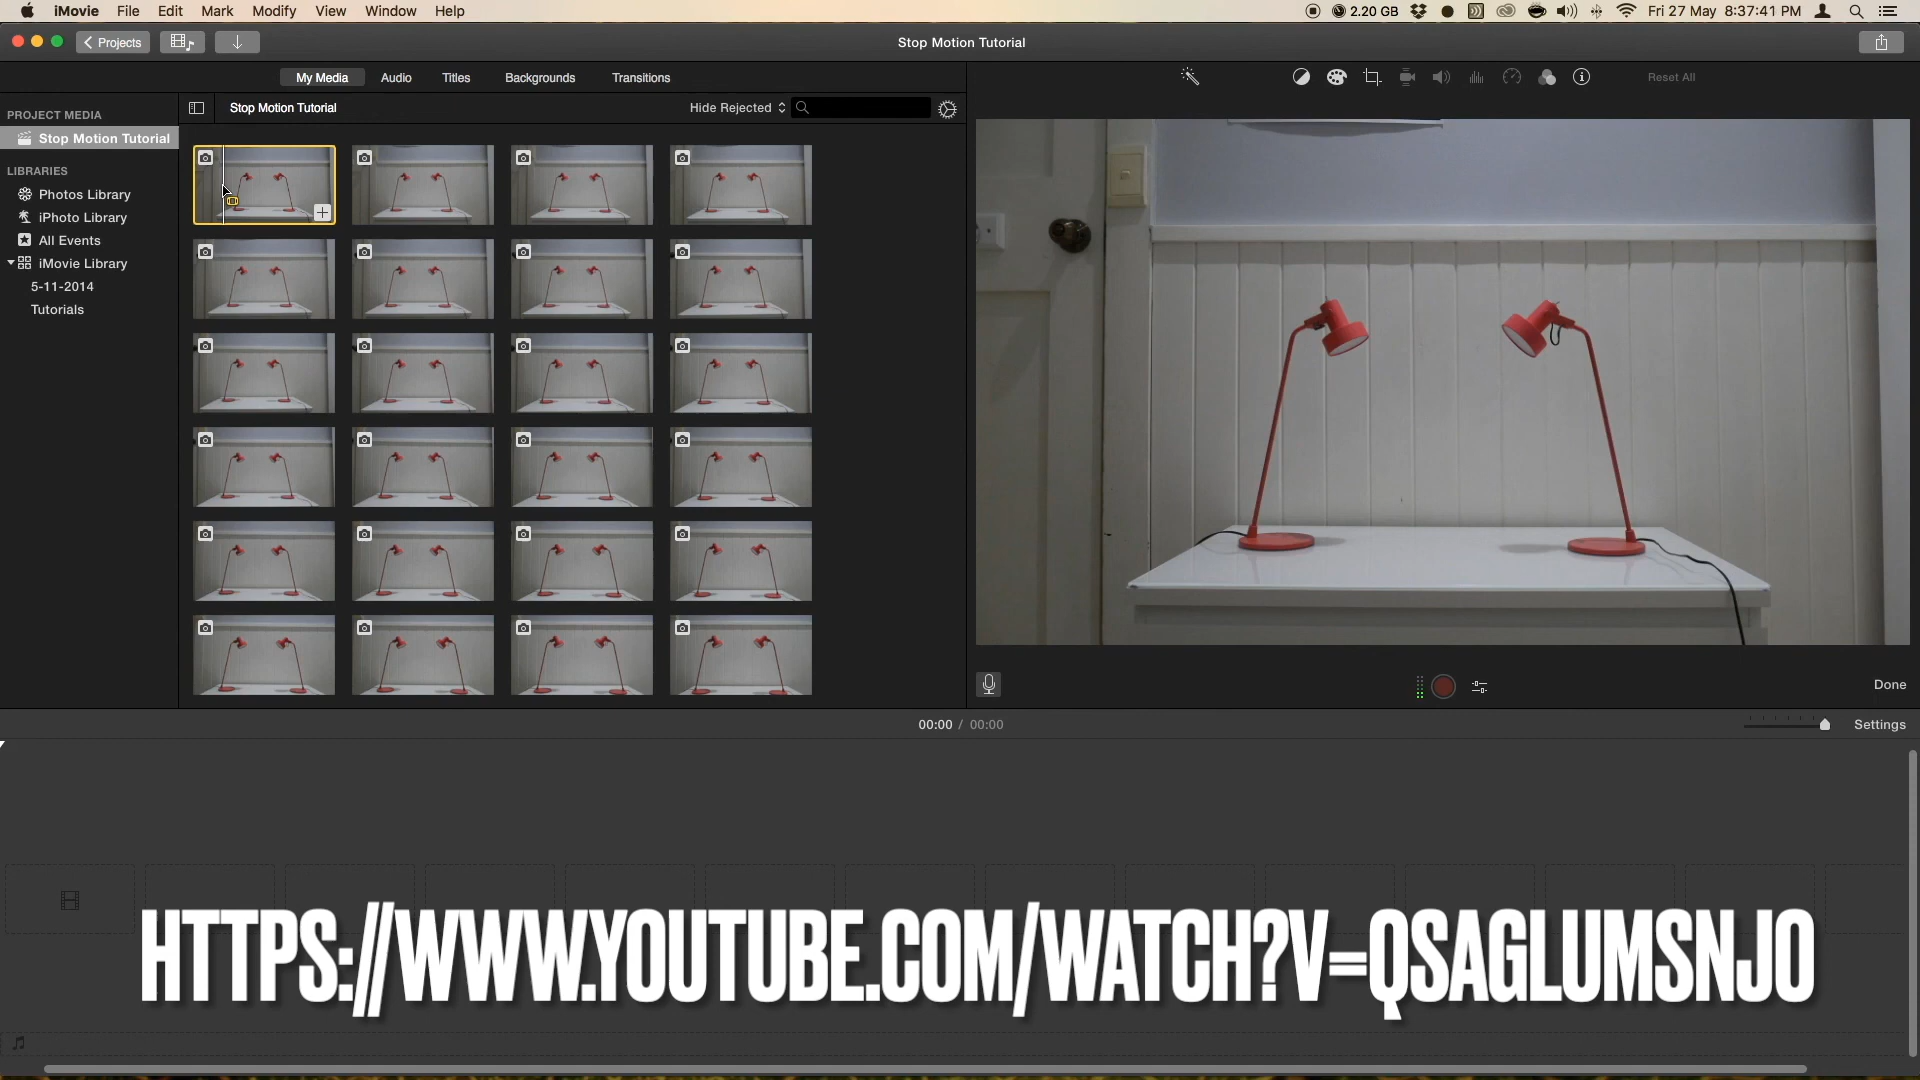 iMovie File Edit Mark Modify View Window Help 2.20 GB Fri 27 May 8:37:41 PM
Projects Stop Motion Tutorial
My Media Audio Titles Backgrounds Transitions Reset All
PROJECT MEDIA Stop Motion Tutorial Hide Rejected
Stop Motion Tutorial
LIBRARIES
Photos Library
iPhoto Library
All Events
iMovie Library
5-11-2014
Tutorials
Done
00:00 / 00:00 Settings
HTTPS://WWW.YOUTUBE.COM/WATCH?V=QSAGLUMSNJO